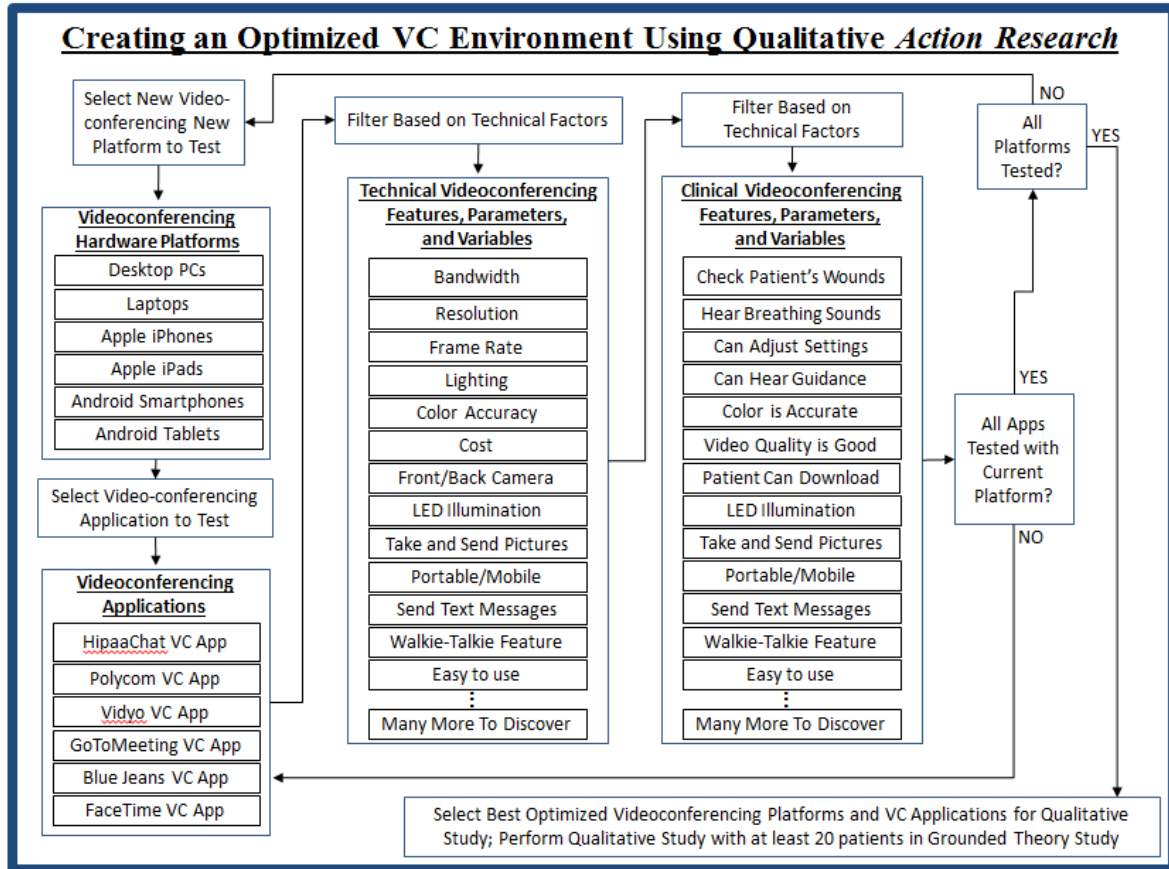 Creating an Optimized VC Environment Using Qualitative Action Research
Select New Video-
conferencing New
Platform to Test
Videoconferencing
Hardware Platforms
Desktop PCs
Laptops
Apple iPhones
Apple iPads
Android Smartphones
Android Tablets
Select Video-conferencing
Application to Test
Videoconferencing
Applications
HipaaChat VC App
Polycom VC App
Vidyo VC App
GoToMeeting VC App
Blue Jeans VC App
FaceTime VC App
Filter Based on Technical Factors
Technical Videoconferencing
Features, Parameters,
and Variables
Bandwidth
Resolution
Frame Rate
Lighting
Color Accuracy
Cost
Front/Back Camera
LED Illumination
Take and Send Pictures
Portable/Mobile
Send Text Messages
Walkie-Talkie Feature
Easy to use
Many More To Discover
Filter Based on
Technical Factors
Clinical Videoconferencing
Features, Parameters,
and Variables
Check Patient's Wounds
Hear Breathing Sounds
Can Adjust Settings
Can Hear Guidance
Color is Accurate
Video Quality is Good
Patient Can Download
LED Illumination
Take and Send Pictures
Portable/Mobile
Send Text Messages
Walkie-Talkie Feature
Easy to use
Many More To Discover
NO
All
Platforms
Tested?
YES
YES
All Apps
Tested with
Current
Platform?
NO
Select Best Optimized Videoconferencing Platforms and VC Applications for Qualitative
Study; Perform Qualitative Study with at least 20 patients in Grounded Theory Study